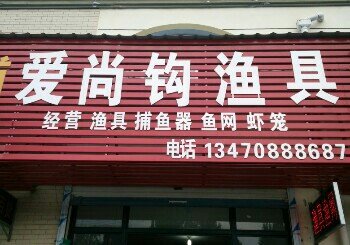 爱尚钩渔具
经营 渔具 捕鱼器 鱼网 虾笼
电话 13470888687